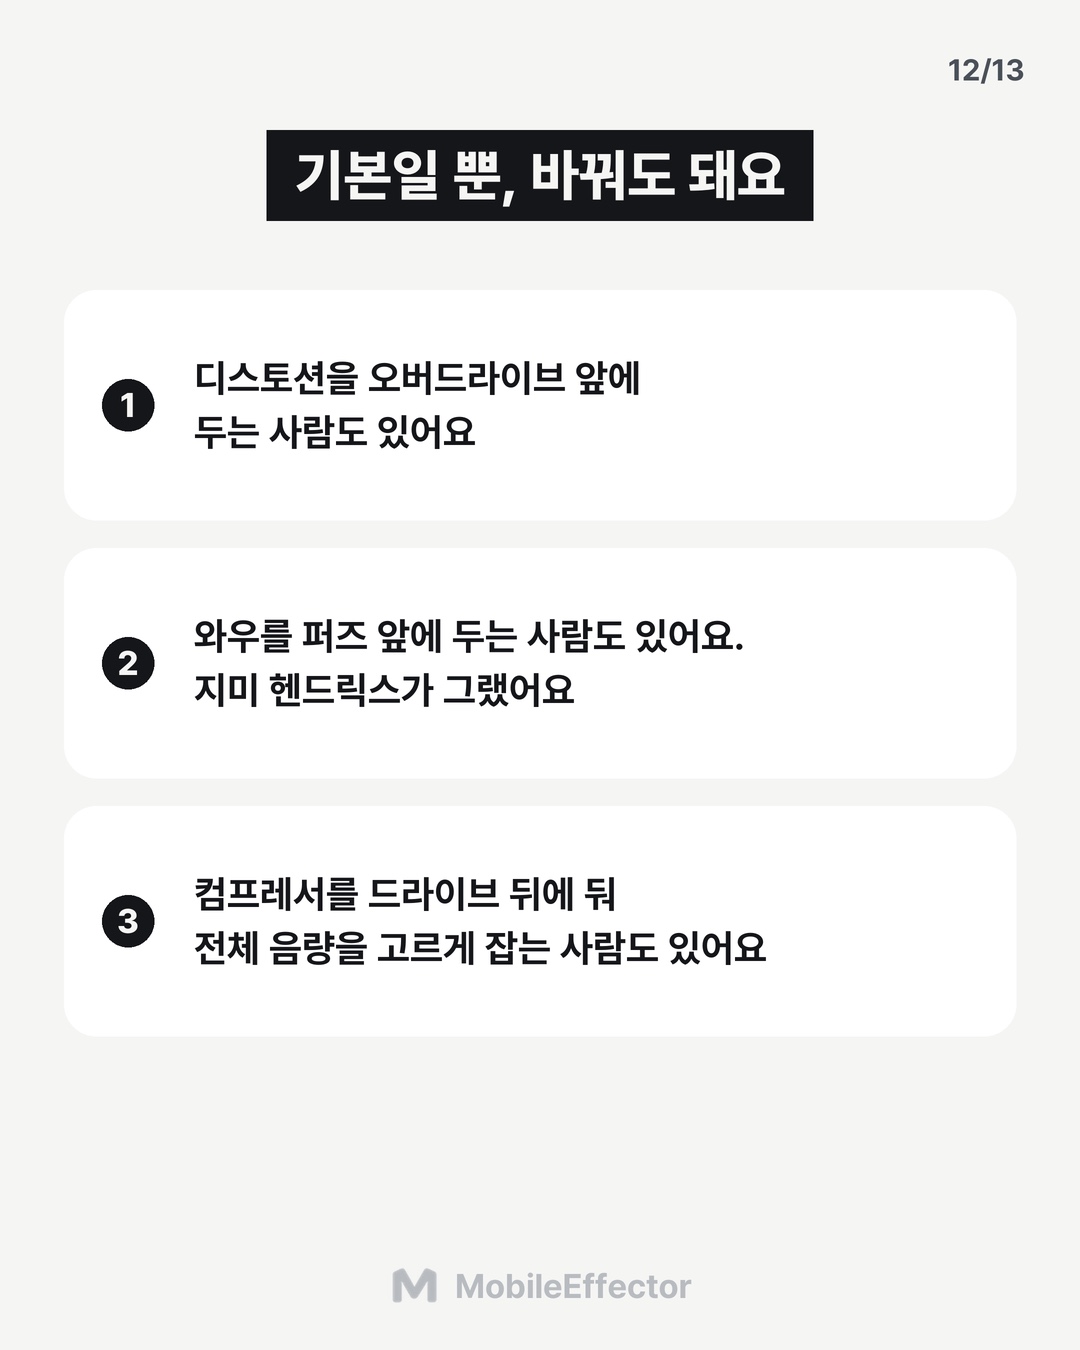 12/13
기본일 뿐, 바꿔도 돼요
1
디스토션을 오버드라이브 앞에
두는 사람도 있어요
2
와우를 퍼즈 앞에 두는 사람도 있어요.
지미 헨드릭스가 그랬어요
3
컴프레서를 드라이브 뒤에 둬
전체 음량을 고르게 잡는 사람도 있어요
MobileEffector